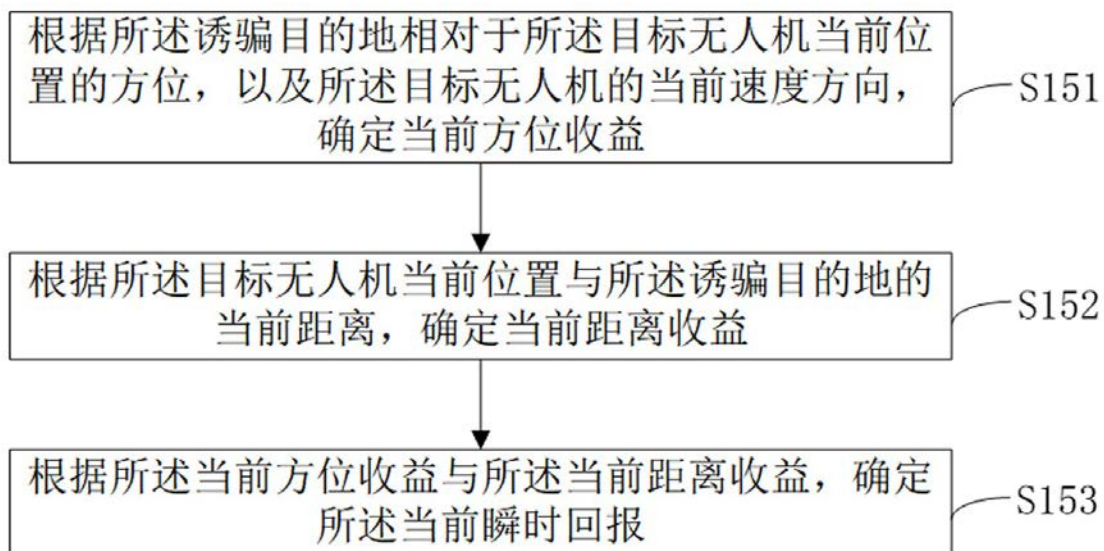 根据所述诱骗目的地相对于所述目标无人机当前位
置的方位，以及所述目标无人机的当前速度方向，
确定当前方位收益
S151
根据所述目标无人机当前位置与所述诱骗目的地的
当前距离，确定当前距离收益
S152
根据所述当前方位收益与所述当前距离收益，确定
所述当前瞬时回报
S153